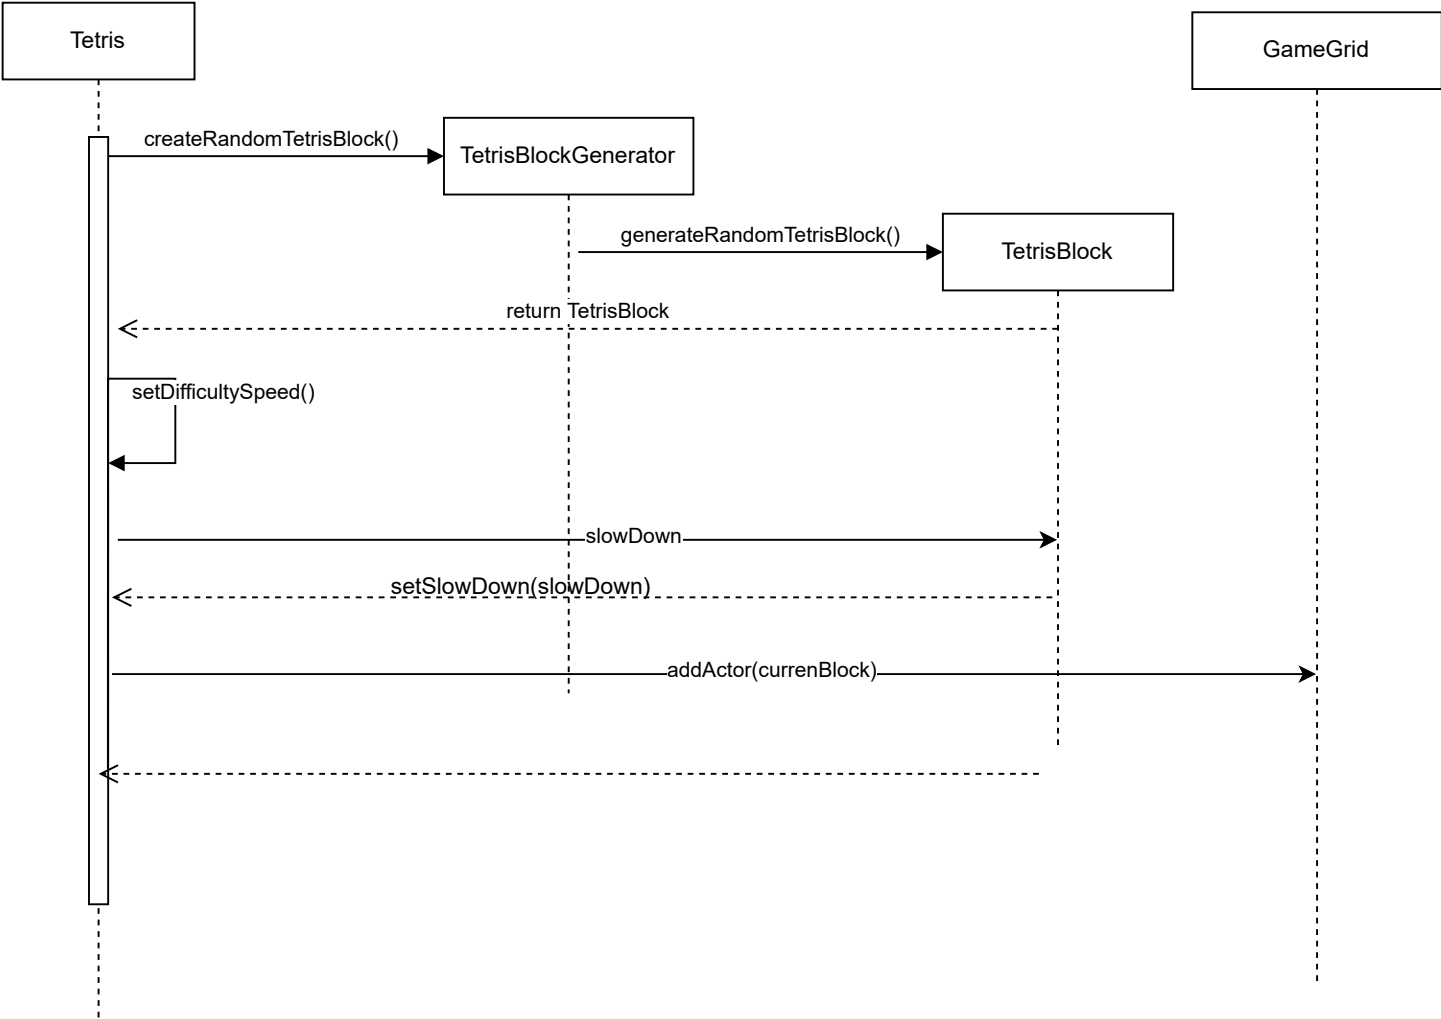 Tetris
GameGrid
createRandomTetrisBlock()
TetrisBlockGenerator
generateRandomTetrisBlock()
TetrisBlock
return TetrisBlock
setDifficultySpeed()
slowDown
setSlowDown(slowDown)
addActor(currenBlock)